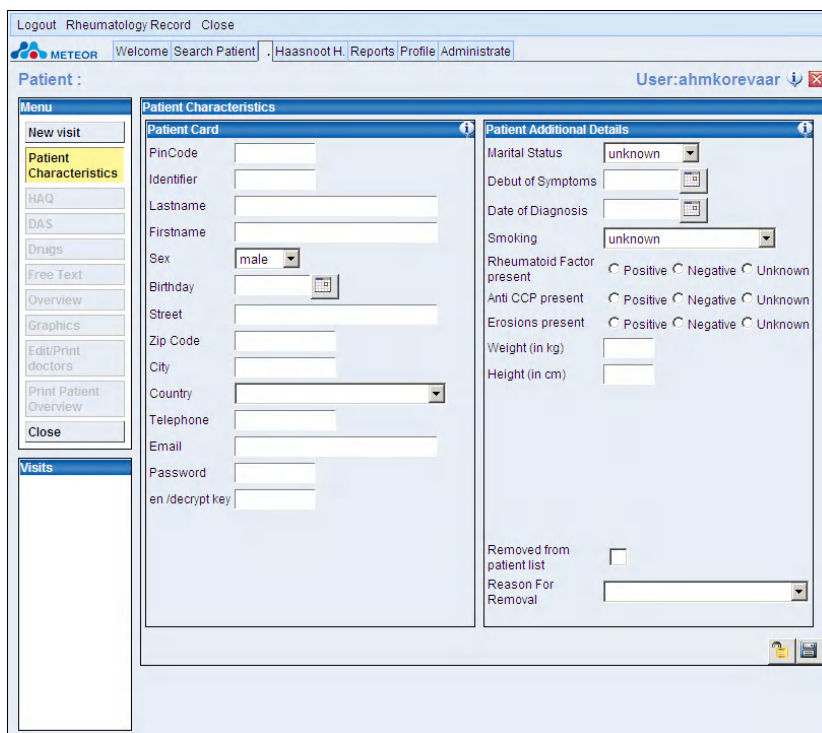 Logout Rheumatology Record Close
METEOR Welcome Search Patient . Haasnoot H. Reports Profile Administrate
Patient : User:ahmkorevaar
Menu
New visit
Patient
Characteristics
HAQ
DAS
Drugs
Free Text
Overview
Graphics
Edit/Print
doctors
Print Patient
Overview
Close
Visits
Patient Characteristics
Patient Card
PinCode
Identifier
Lastname
Firstname
Sex male
Birthday
Street
Zip Code
City
Country
Telephone
Email
Password
en /decrypt key
Patient Additional Details
Marital Status unknown
Debut of Symptoms
Date of Diagnosis
Smoking unknown
Rheumatoid Factor
present Positive Negative Unknown
Anti CCP present Positive Negative Unknown
Erosions present Positive Negative Unknown
Weight (in kg)
Height (in cm)
Removed from
patient list
Reason For
Removal